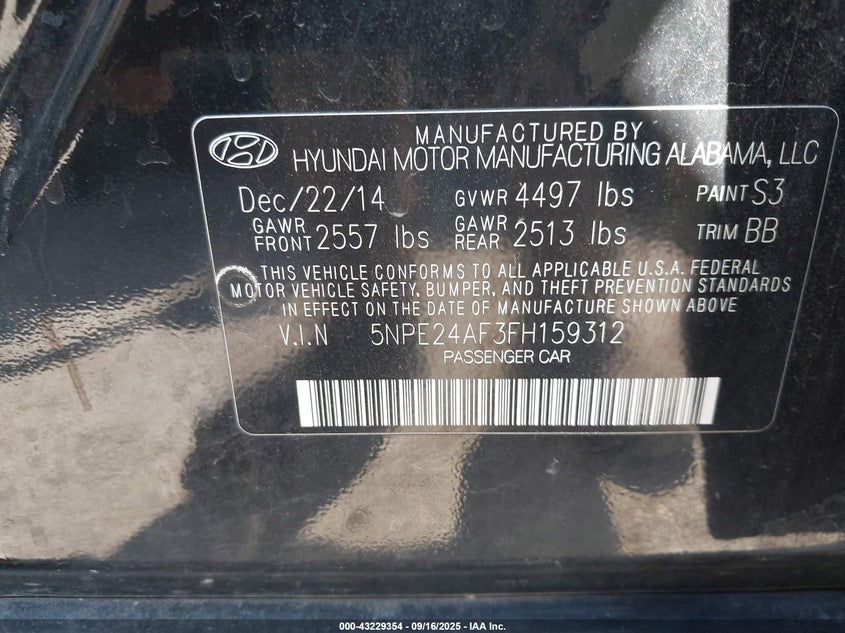 MANUFACTURED BY
HYUNDAI MOTOR MANUFACTURING ALABAMA, LLC
Dec/22/14 GVWR 4497 lbs PAINT S3
GAWR FRONT 2557 lbs GAWR REAR 2513 lbs TRIM BB
THIS VEHICLE CONFORMS TO ALL APPLICABLE U.S.A. FEDERAL
MOTOR VEHICLE SAFETY, BUMPER, AND THEFT PREVENTION STANDARDS
IN EFFECT ON THE DATE OF MANUFACTURE SHOWN ABOVE
V.I.N 5NPE24AF3FH159312
PASSENGER CAR
000-43229354 - 09/16/2025 - IAA Inc.